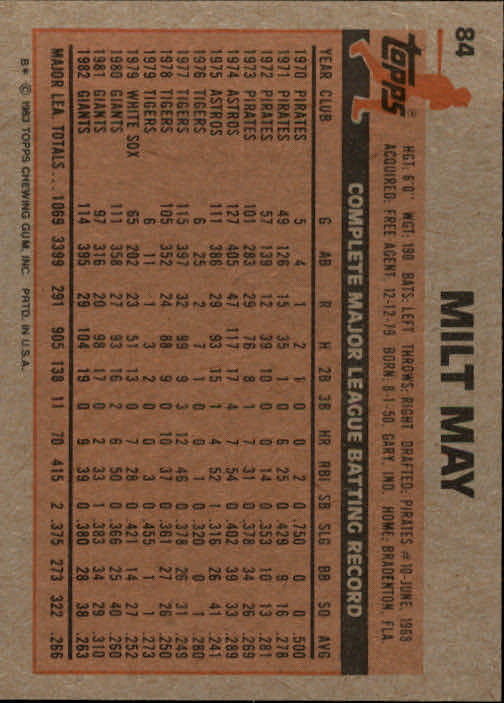 84
MILT MAY
TOPPS®
HGT: 6'0" WGT: 190 BATS: LEFT THROWS: RIGHT DRAFTED: PIRATES #10-JUNE, 1968
ACQUIRED: FREE AGENT, 12-12-79 BORN: 8-1-50, GARY, IND. HOME: BRADENTON, FLA.
COMPLETE MAJOR LEAGUE BATTING RECORD
YEAR CLUB G AB R H 2B 3B HR RBI SB SLG BB SO AVG
1970 PIRATES 5 4 1 2 1 0 0 2 0 .750 0 0 .500
1971 PIRATES 49 126 15 35 1 0 6 25 0 .429 9 16 .278
1972 PIRATES 57 139 12 39 10 0 0 14 0 .353 10 13 .281
1973 PIRATES 101 283 29 76 8 1 7 31 0 .378 34 26 .269
1974 ASTROS 127 405 47 117 17 4 7 54 0 .402 39 33 .289
1975 ASTROS 111 386 29 93 15 1 4 52 1 .316 26 41 .241
1976 TIGERS 6 25 2 7 1 0 0 1 0 .320 0 1 .280
1977 TIGERS 115 397 32 99 9 3 12 46 0 .378 26 31 .249
1978 TIGERS 105 352 24 88 9 0 10 37 0 .361 27 26 .250
1979 TIGERS 6 11 1 3 2 0 0 3 0 .455 1 1 .273
1979 WHITE SOX 65 202 23 51 13 0 7 28 0 .421 14 27 .252
1980 GIANTS 111 358 27 93 16 2 6 50 0 .366 25 40 .260
1981 GIANTS 97 316 20 98 17 0 2 33 1 .383 34 29 .310
1982 GIANTS 114 395 29 104 19 0 9 39 0 .380 28 38 .263
MAJOR LEA. TOTALS... 1069 3399 291 905 138 11 70 415 2 .375 273 322 .266
B* © 1983 TOPPS CHEWING GUM, INC. PRTD. IN U.S.A.